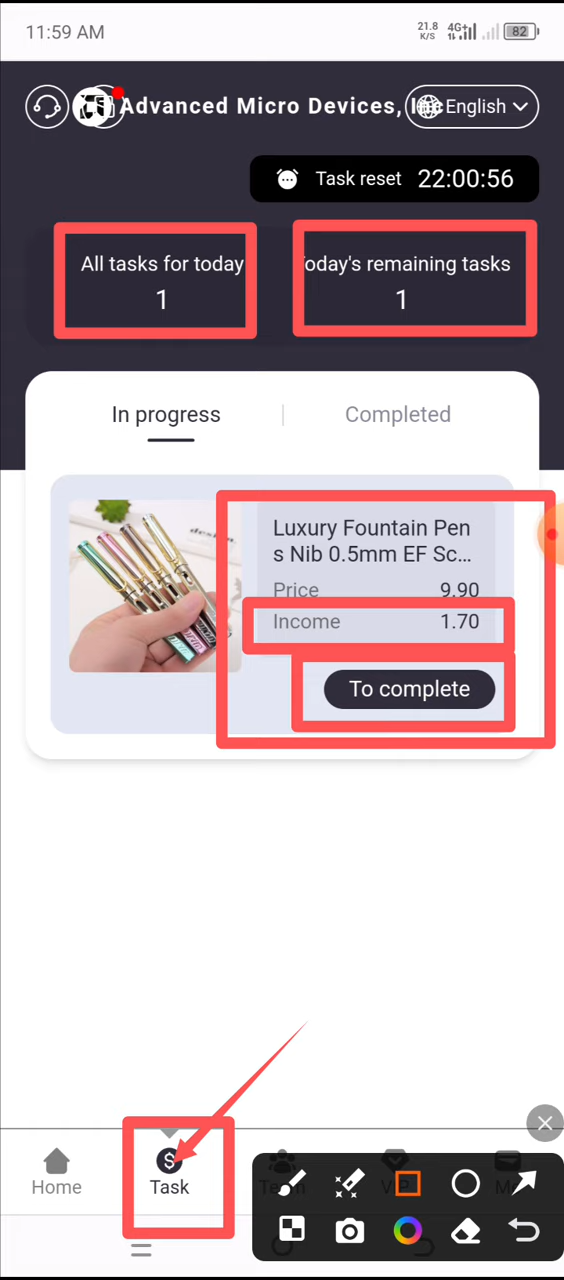 11:59 AM
21.8
K/S
4G+
82
Advanced Micro Devices, Inc
English
Task reset 22:00:56
All tasks for today
oday's remaining tasks
1
1
In progress
Completed
Luxury Fountain Pen
s Nib 0.5mm EF Sc...
Price 9.90
Income 1.70
To complete
Home
Task